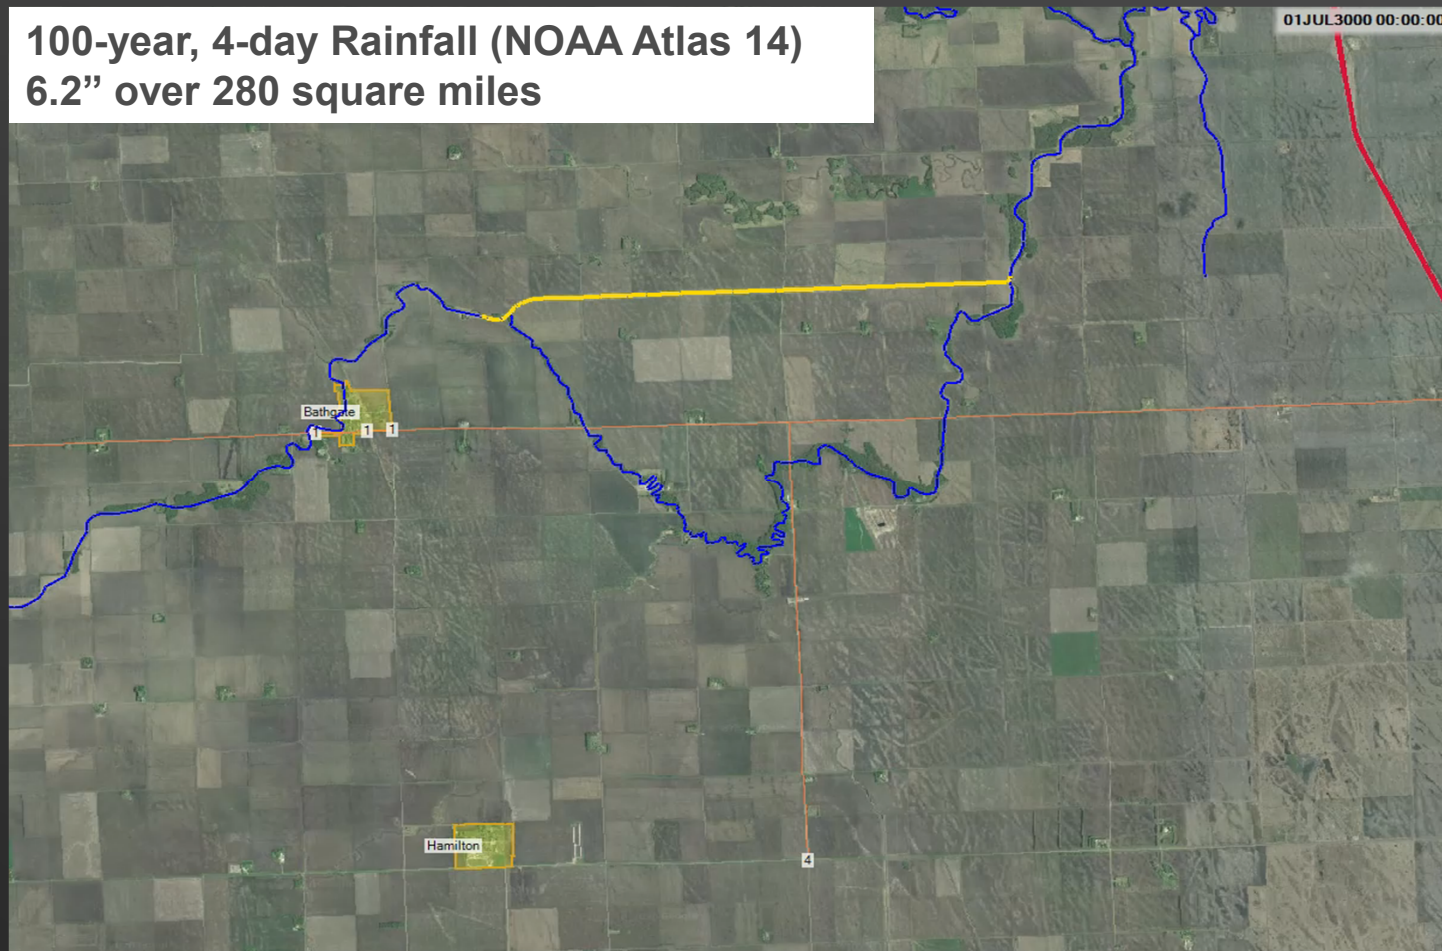 100-year, 4-day Rainfall (NOAA Atlas 14)
6.2” over 280 square miles
01JUL3000 00:00:00
Bathgate
1
1
1
Hamilton
4